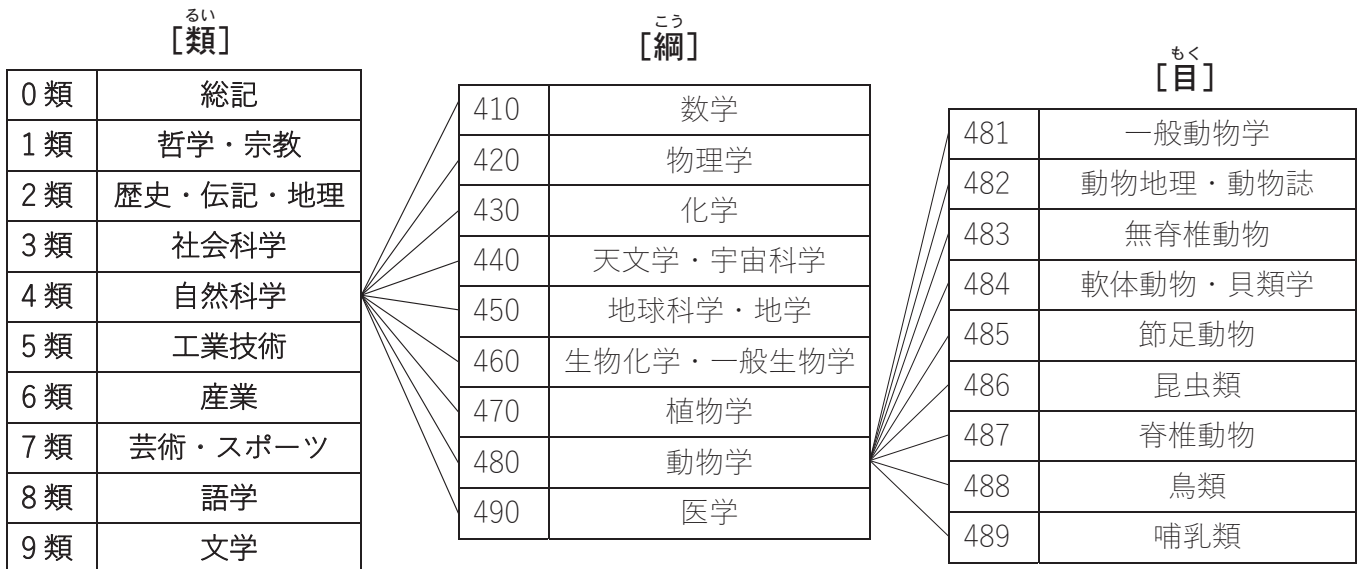 るい
[類]
0類 総記
1類 哲学・宗教
2類 歴史・伝記・地理
3類 社会科学
4類 自然科学
5類 工業技術
6類 産業
7類 芸術・スポーツ
8類 語学
9類 文学
こう
[綱]
410 数学
420 物理学
430 化学
440 天文学・宇宙科学
450 地球科学・地学
460 生物化学・一般生物学
470 植物学
480 動物学
490 医学
もく
[目]
481 一般動物学
482 動物地理・動物誌
483 無脊椎動物
484 軟体動物・貝類学
485 節足動物
486 昆虫類
487 脊椎動物
488 鳥類
489 哺乳類